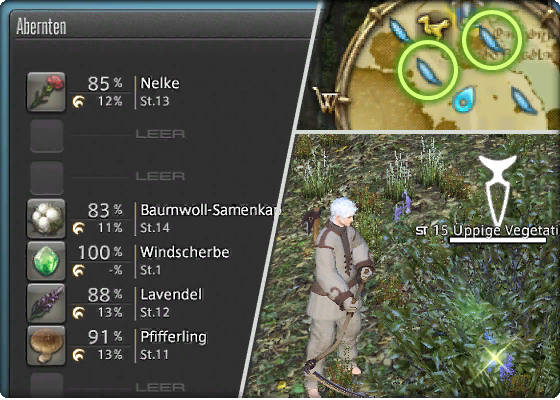 Abernten
85 % Nelke
12% St.13
LEER
LEER
83 % Baumwoll-Samenkap
11% St.14
100 % Windscherbe
-% St.1
88 % Lavendel
13% St.12
91 % Pfifferling
13% St.11
LEER
W
ST 15 Üppige Vegetati